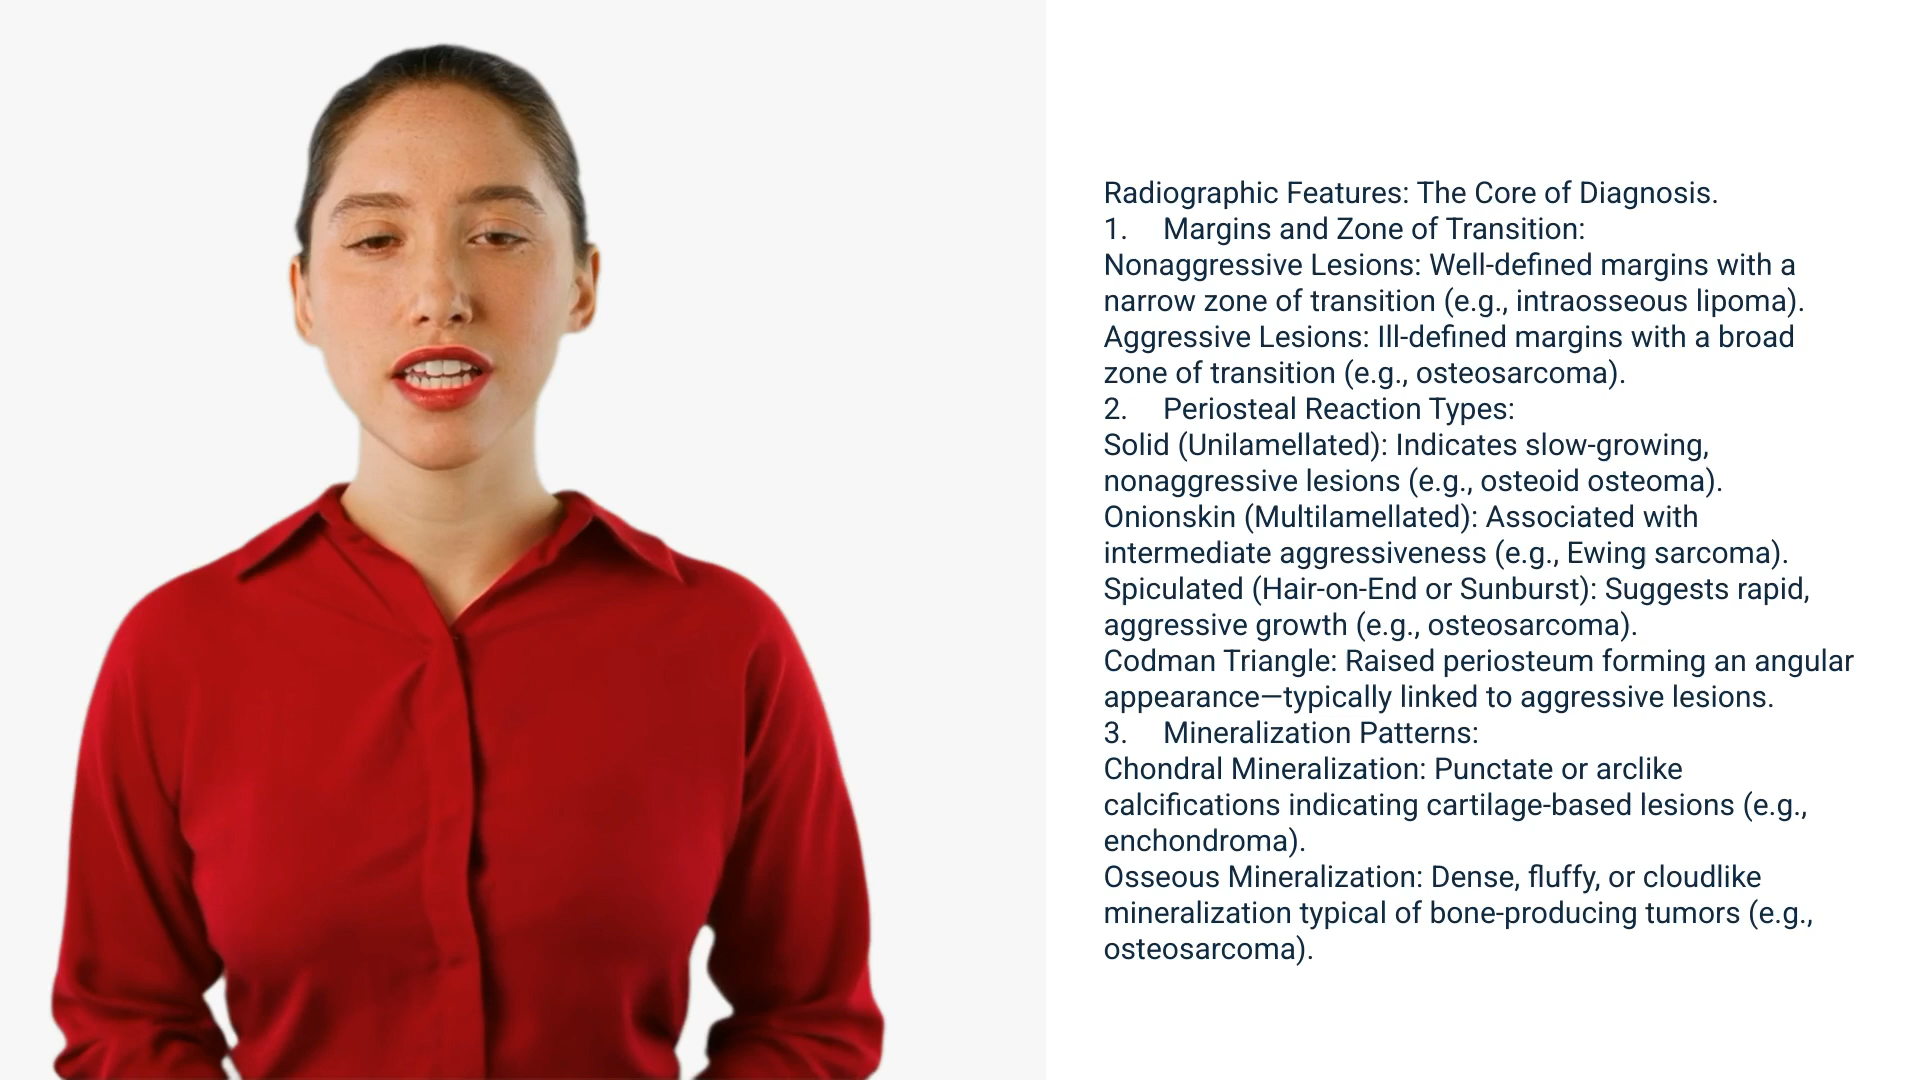 Radiographic Features: The Core of Diagnosis.
1. Margins and Zone of Transition:
Nonaggressive Lesions: Well-defined margins with a
narrow zone of transition (e.g., intraosseous lipoma).
Aggressive Lesions: Ill-defined margins with a broad
zone of transition (e.g., osteosarcoma).
2. Periosteal Reaction Types:
Solid (Unilamellated): Indicates slow-growing,
nonaggressive lesions (e.g., osteoid osteoma).
Onionskin (Multilamellated): Associated with
intermediate aggressiveness (e.g., Ewing sarcoma).
Spiculated (Hair-on-End or Sunburst): Suggests rapid,
aggressive growth (e.g., osteosarcoma).
Codman Triangle: Raised periosteum forming an angular
appearance—typically linked to aggressive lesions.
3. Mineralization Patterns:
Chondral Mineralization: Punctate or arclike
calcifications indicating cartilage-based lesions (e.g.,
enchondroma).
Osseous Mineralization: Dense, fluffy, or cloudlike
mineralization typical of bone-producing tumors (e.g.,
osteosarcoma).